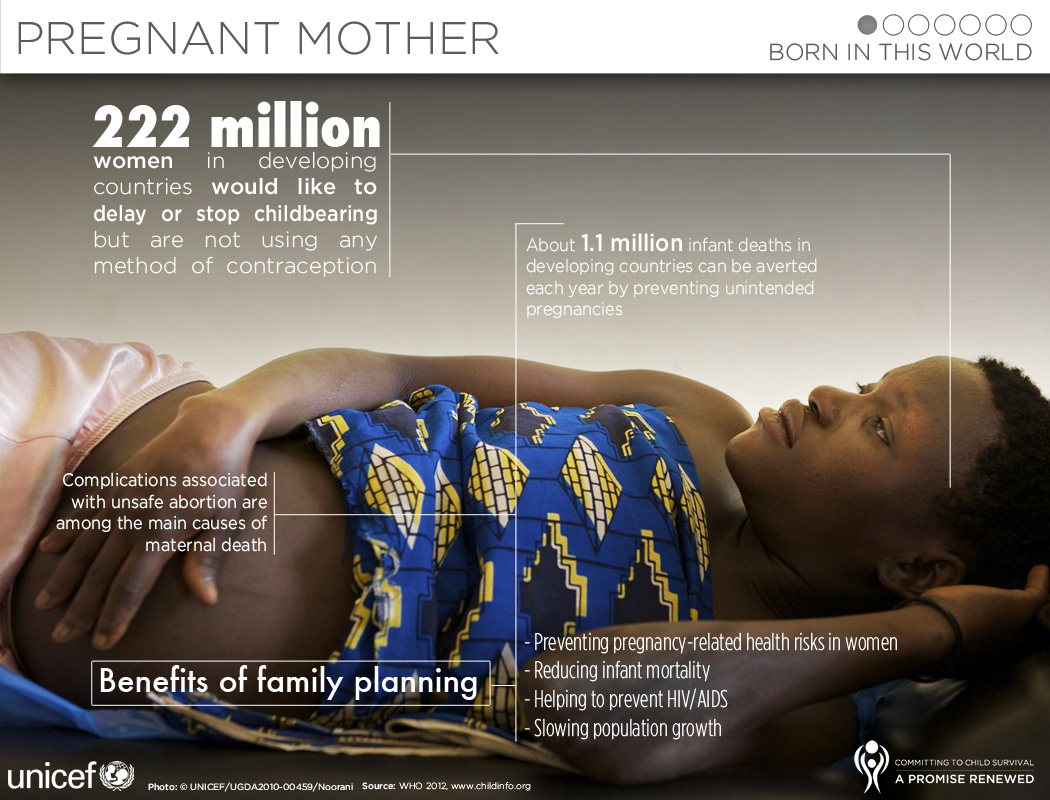 PREGNANT MOTHER
BORN IN THIS WORLD
222 million
women in developing
countries would like to
delay or stop childbearing
but are not using any
method of contraception
About 1.1 million infant deaths in
developing countries can be averted
each year by preventing unintended
pregnancies
Complications associated
with unsafe abortion are
among the main causes of
maternal death
Benefits of family planning
- Preventing pregnancy-related health risks in women
- Reducing infant mortality
- Helping to prevent HIV/AIDS
- Slowing population growth
unicef
Photo: © UNICEF/UGDA2010-00459/Noorani Source: WHO 2012, www.childinfo.org
COMMITTING TO CHILD SURVIVAL
A PROMISE RENEWED